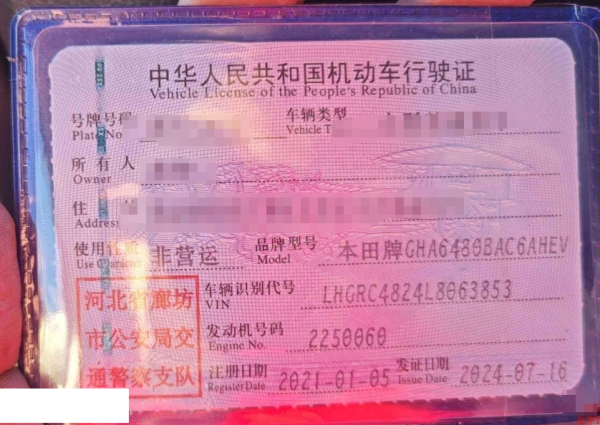 中华人民共和国机动车行驶证
Vehicle License of the People's Republic of China
号牌号码 车辆类型
Plate No Vehicle T
所有人
Owner
住
Address
使用性质 非营运 品牌型号 本田牌GHA6480BAC6AHEV
Use Character Model
河北省廊坊
市公安局交
通警察支队
车辆识别代号 LHGRC4824L8063853
VIN
发动机号码 2250060
Engine No.
注册日期 2021-01-05 发证日期 2024-07-16
Register Date Issue Date